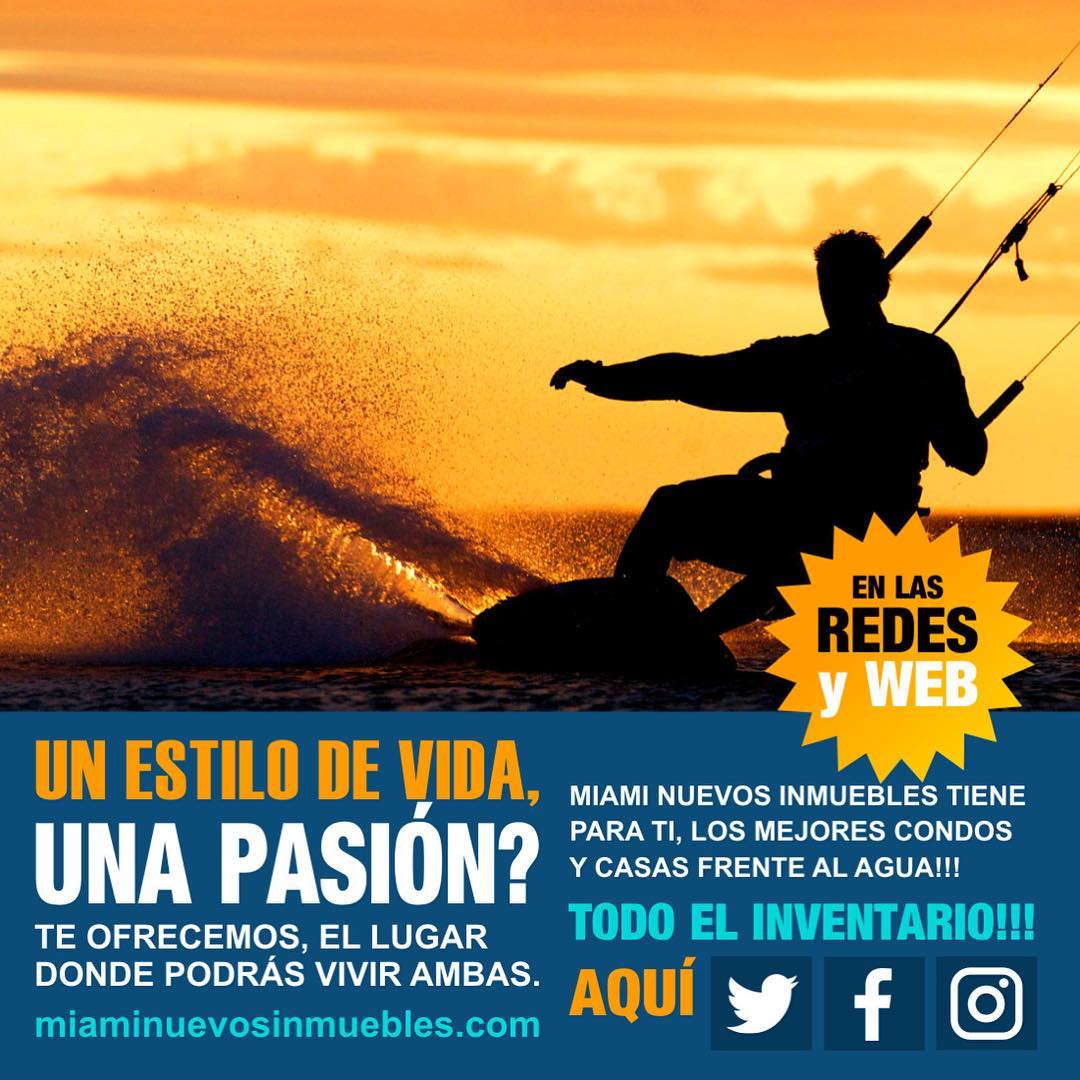 EN LAS
REDES
y WEB
UN ESTILO DE VIDA,
UNA PASIÓN?
TE OFRECEMOS, EL LUGAR
DONDE PODRÁS VIVIR AMBAS.
miaminuevosinmuebles.com
MIAMI NUEVOS INMUEBLES TIENE
PARA TI, LOS MEJORES CONDOS
Y CASAS FRENTE AL AGUA!!!
TODO EL INVENTARIO!!!
AQUÍ